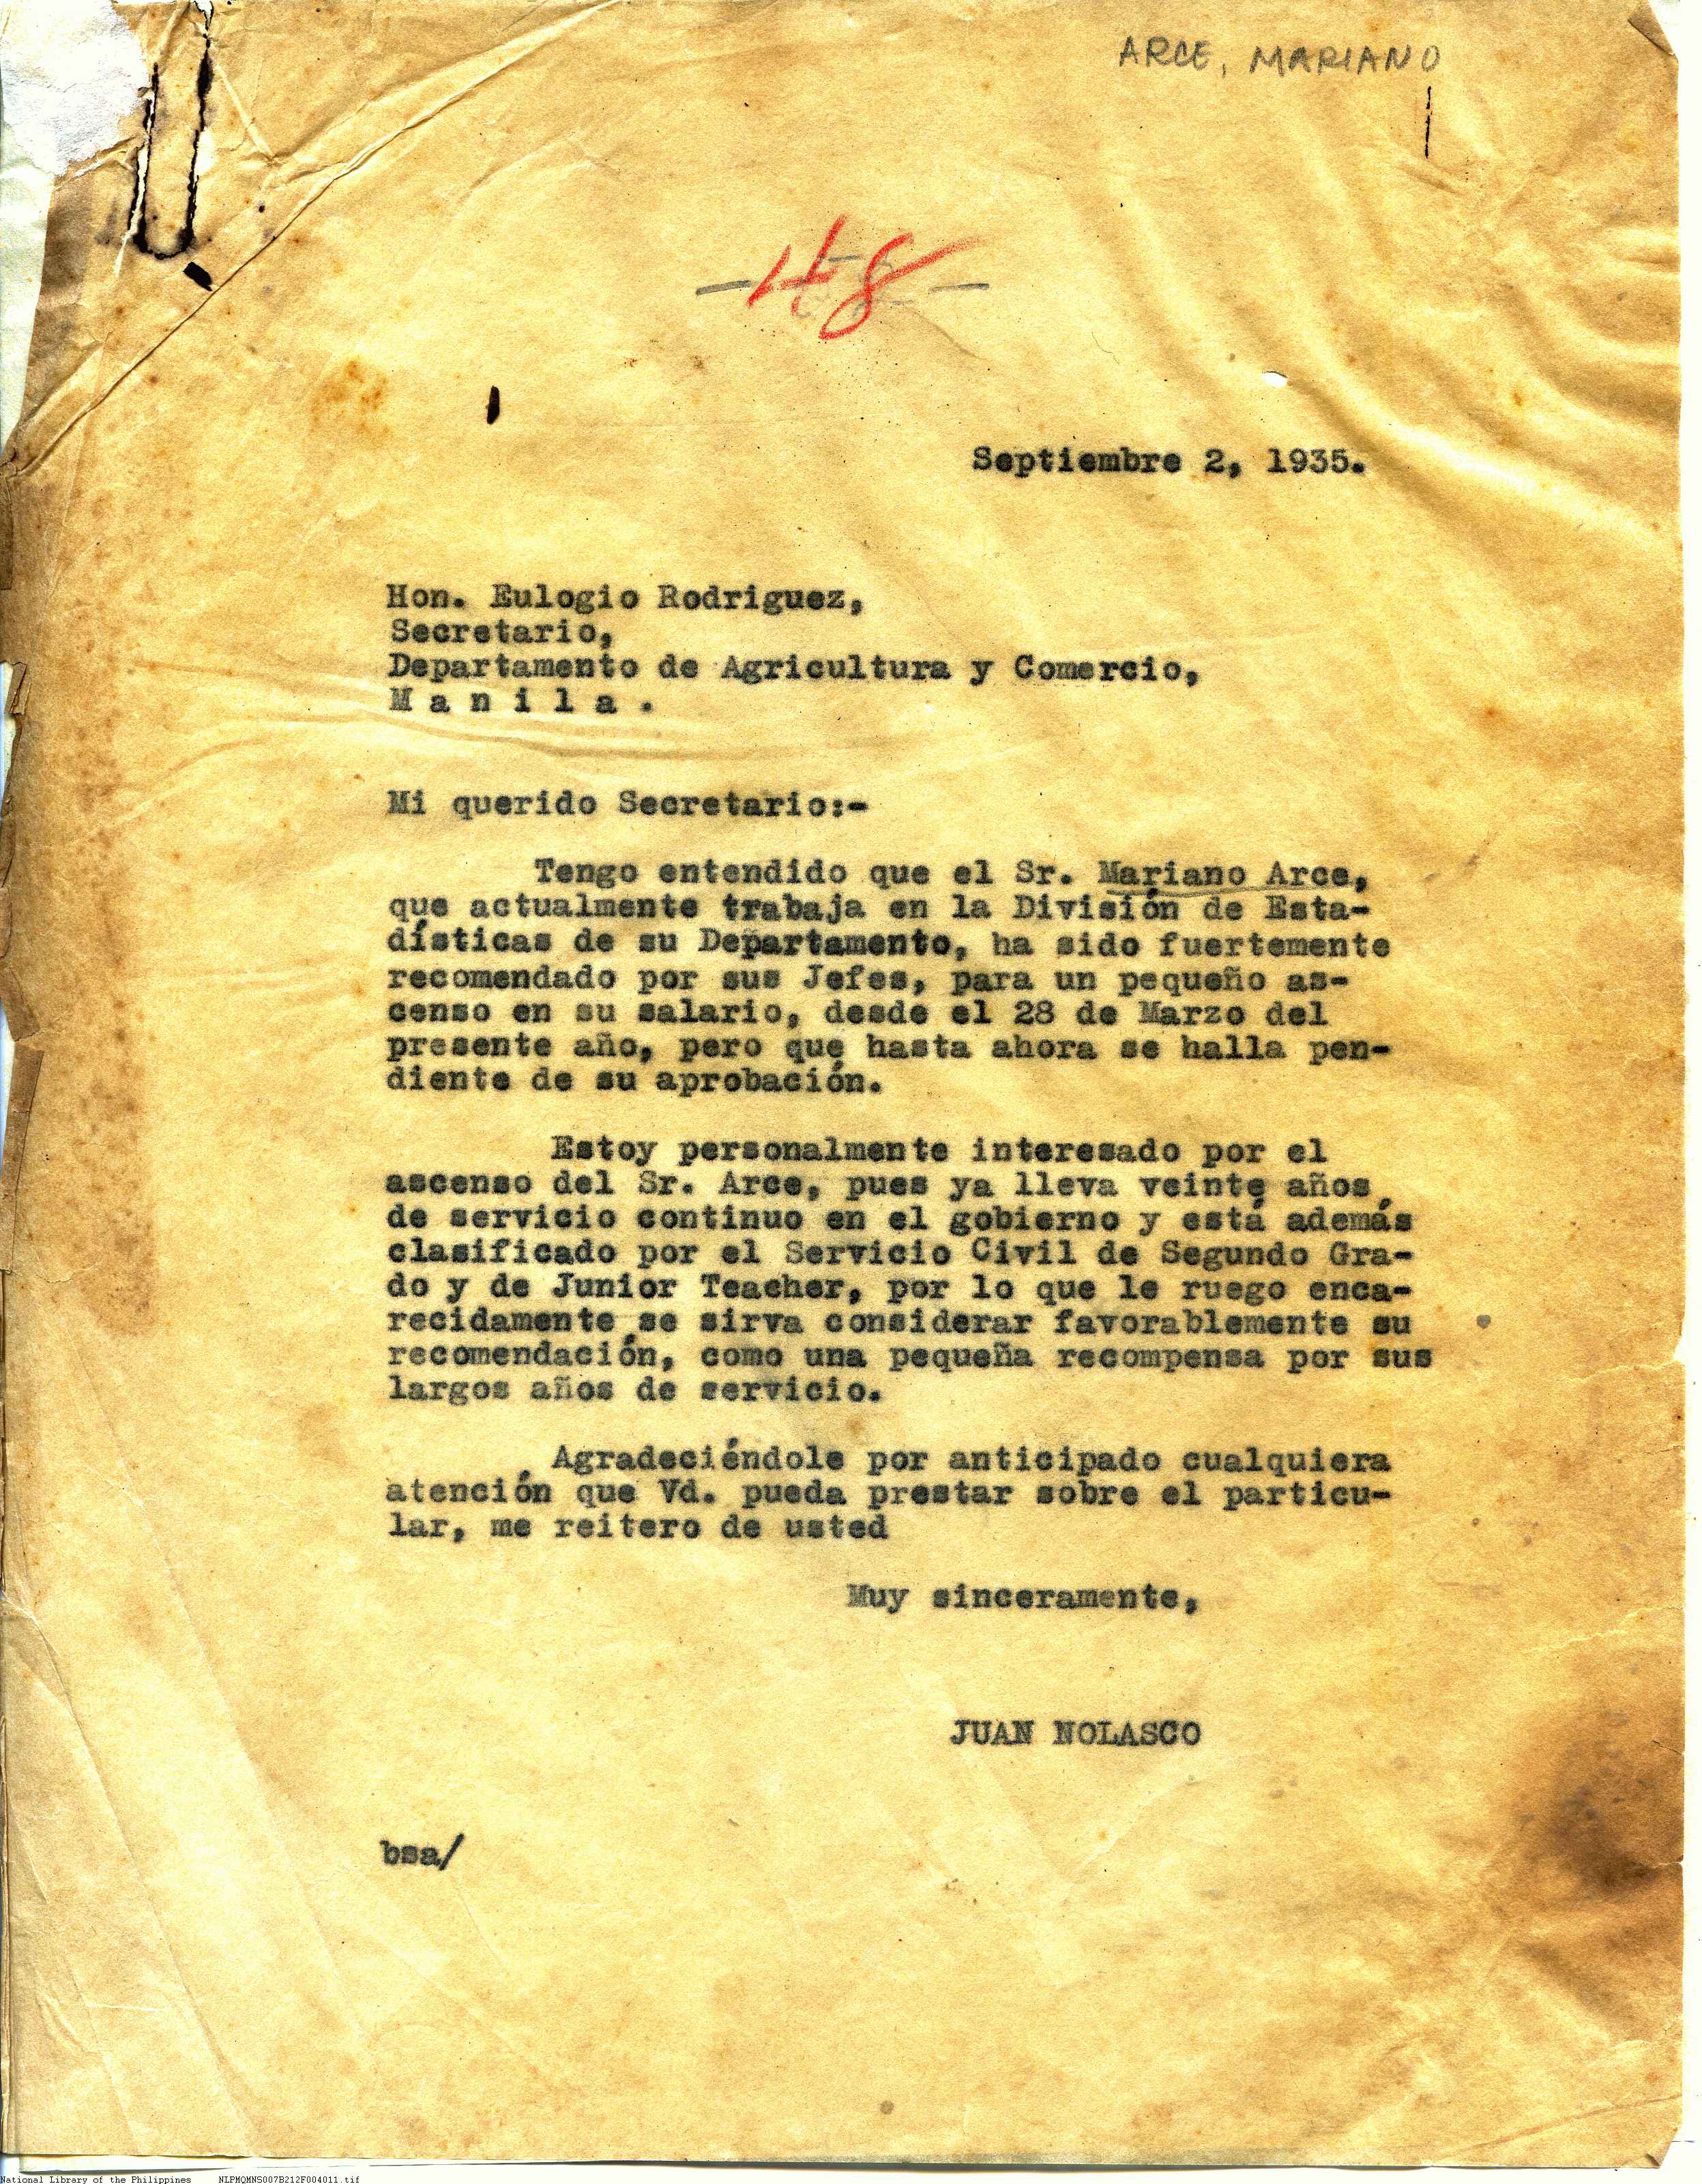 ARCE, MARIANO
-48-
Septiembre 2, 1935.
Hon. Eulogio Rodriguez,
Secretario,
Departamento de Agricultura y Comercio,
M a n i l a .
Mi querido Secretario:-
Tengo entendido que el Sr. Mariano Arce,
que actualmente trabaja en la División de Esta-
dísticas de su Departamento, ha sido fuertemente
recomendado por sus Jefes, para un pequeño as-
censo en su salario, desde el 28 de Marzo del
presente año, pero que hasta ahora se halla pen-
diente de su aprobación.
Estoy personalmente interesado por el
ascenso del Sr. Arce, pues ya lleva veinte años
de servicio continuo en el gobierno y está además
clasificado por el Servicio Civil de Segundo Gra-
do y de Junior Teacher, por lo que le ruego enca-
recidamente se sirva considerar favorablemente su
recomendación, como una pequeña recompensa por sus
largos años de servicio.
Agradeciéndole por anticipado cualquiera
atención que Vd. pueda prestar sobre el particu-
lar, me reitero de usted
Muy sinceramente,
JUAN NOLASCO
bsa/
National Library of the Philippines NLPMQMNS007B212F004011.tif